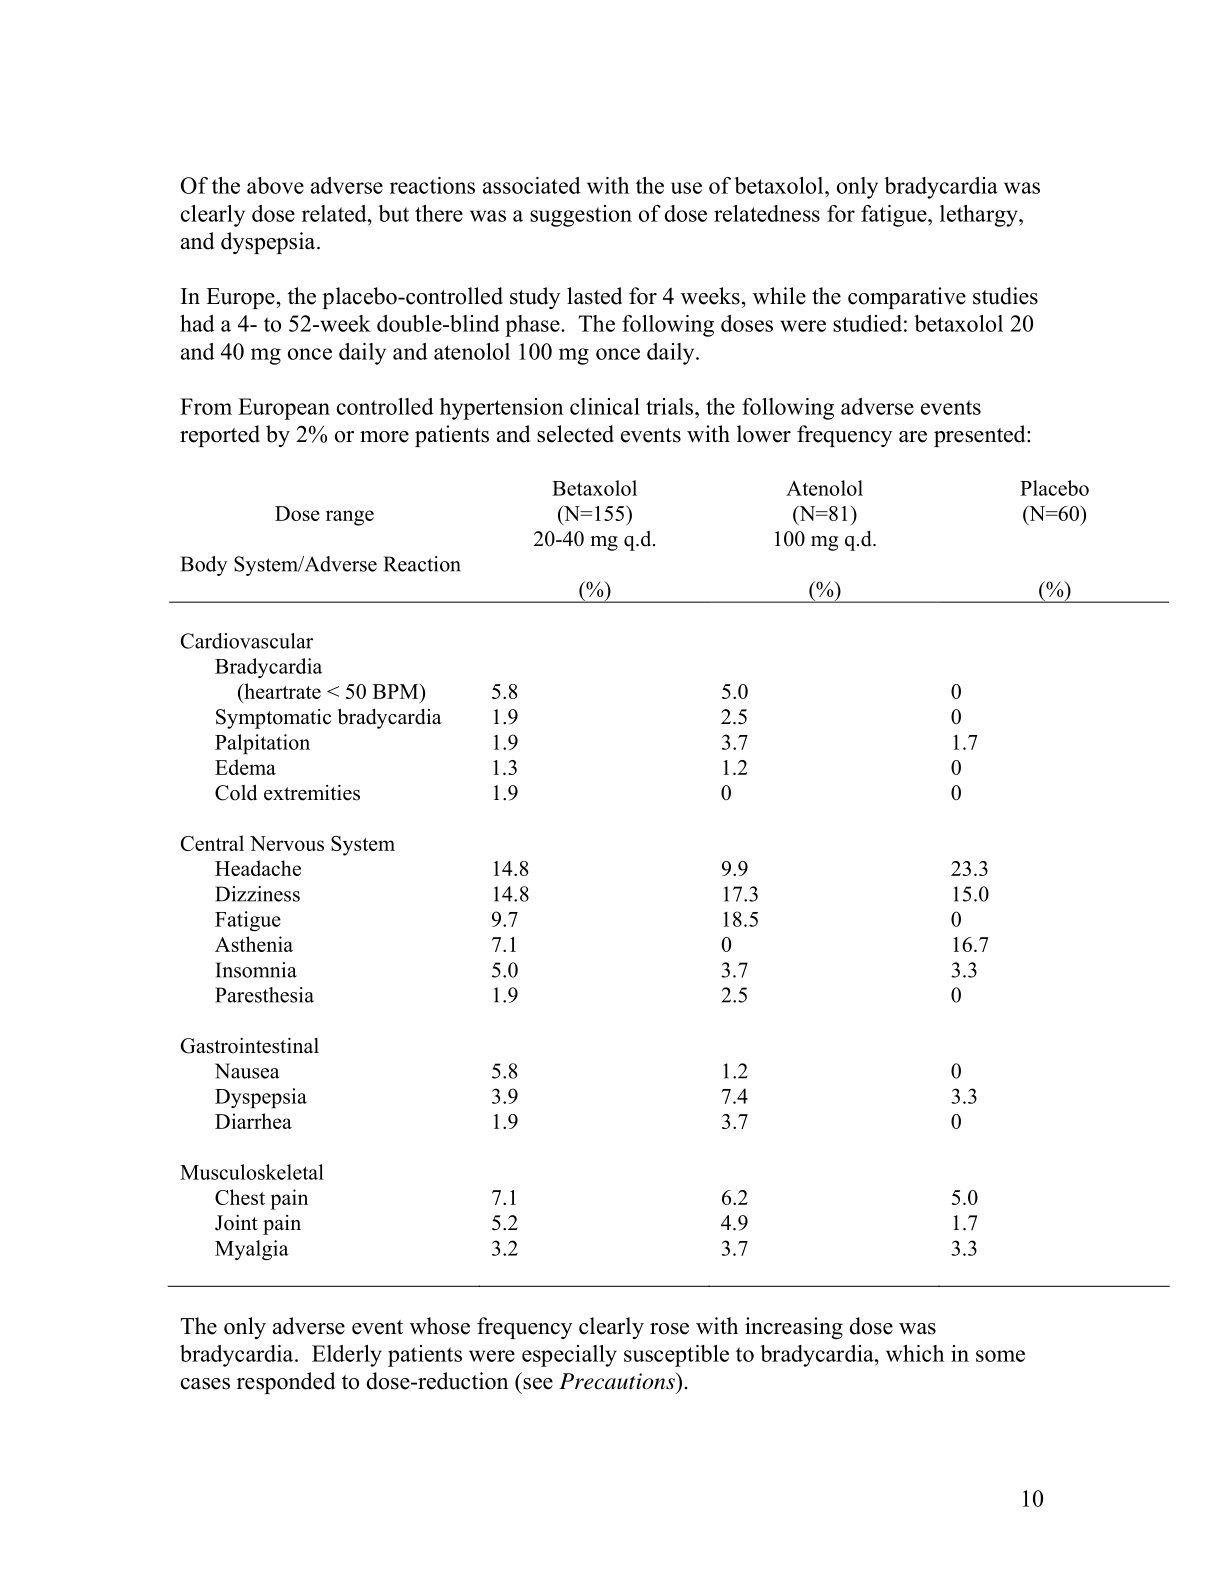 Of the above adverse reactions associated with the use of betaxolol, only bradycardia was
clearly dose related, but there was a suggestion of dose relatedness for fatigue, lethargy,
and dyspepsia.
In Europe, the placebo-controlled study lasted for 4 weeks, while the comparative studies
had a 4- to 52-week double-blind phase.  The following doses were studied: betaxolol 20
and 40 mg once daily and atenolol 100 mg once daily.
From European controlled hypertension clinical trials, the following adverse events
reported by 2% or more patients and selected events with lower frequency are presented:
Betaxolol Atenolol Placebo
Dose range (N=155) (N=81) (N=60)
20-40 mg q.d. 100 mg q.d.
Body System/Adverse Reaction
(%) (%) (%)
Cardiovascular
Bradycardia
(heartrate < 50 BPM) 5.8 5.0 0
Symptomatic bradycardia 1.9 2.5 0
Palpitation 1.9 3.7 1.7
Edema 1.3 1.2 0
Cold extremities 1.9 0 0
Central Nervous System
Headache 14.8 9.9 23.3
Dizziness 14.8 17.3 15.0
Fatigue 9.7 18.5 0
Asthenia 7.1 0 16.7
Insomnia 5.0 3.7 3.3
Paresthesia 1.9 2.5 0
Gastrointestinal
Nausea 5.8 1.2 0
Dyspepsia 3.9 7.4 3.3
Diarrhea 1.9 3.7 0
Musculoskeletal
Chest pain 7.1 6.2 5.0
Joint pain 5.2 4.9 1.7
Myalgia 3.2 3.7 3.3
The only adverse event whose frequency clearly rose with increasing dose was
bradycardia.  Elderly patients were especially susceptible to bradycardia, which in some
cases responded to dose-reduction (see Precautions).
10